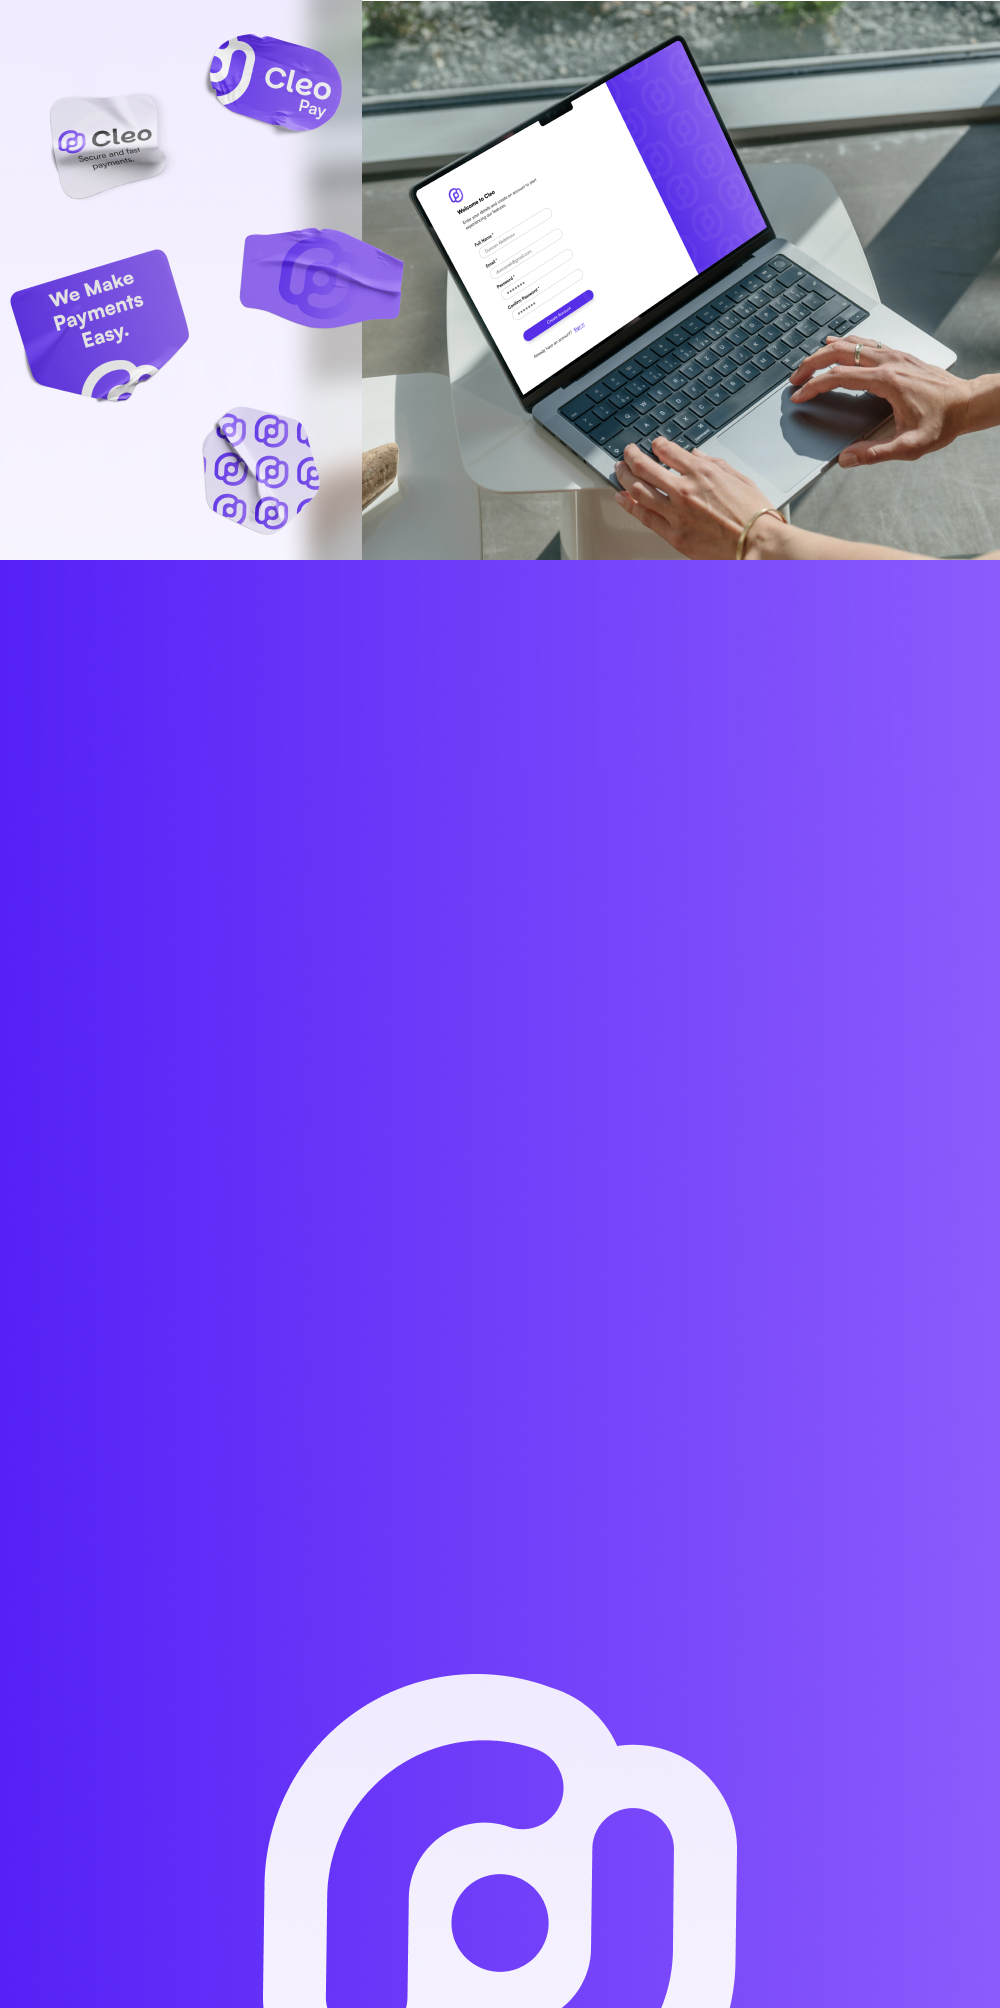 Cleo
Pay
Cleo
Secure and fast
payments.
We Make
Payments
Easy.
Welcome to Cleo
Enter your details and create an account to start
experiencing our features.
Full Name *
Email *
Password *
Confirm Password *
Create Account
Already have an account? Sign in